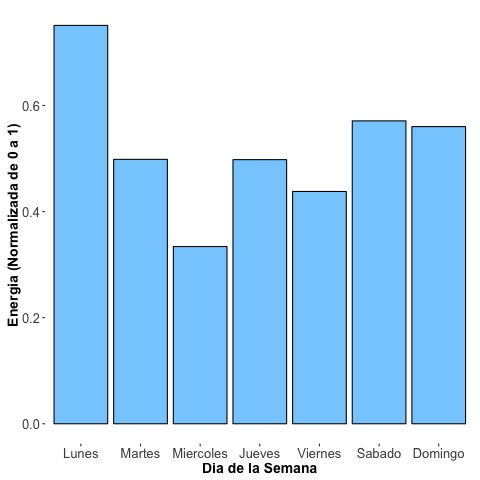 Energia (Normalizada de 0 a 1)
0.6
0.4
0.2
0.0
Lunes Martes Miercoles Jueves Viernes Sabado Domingo
Dia de la Semana